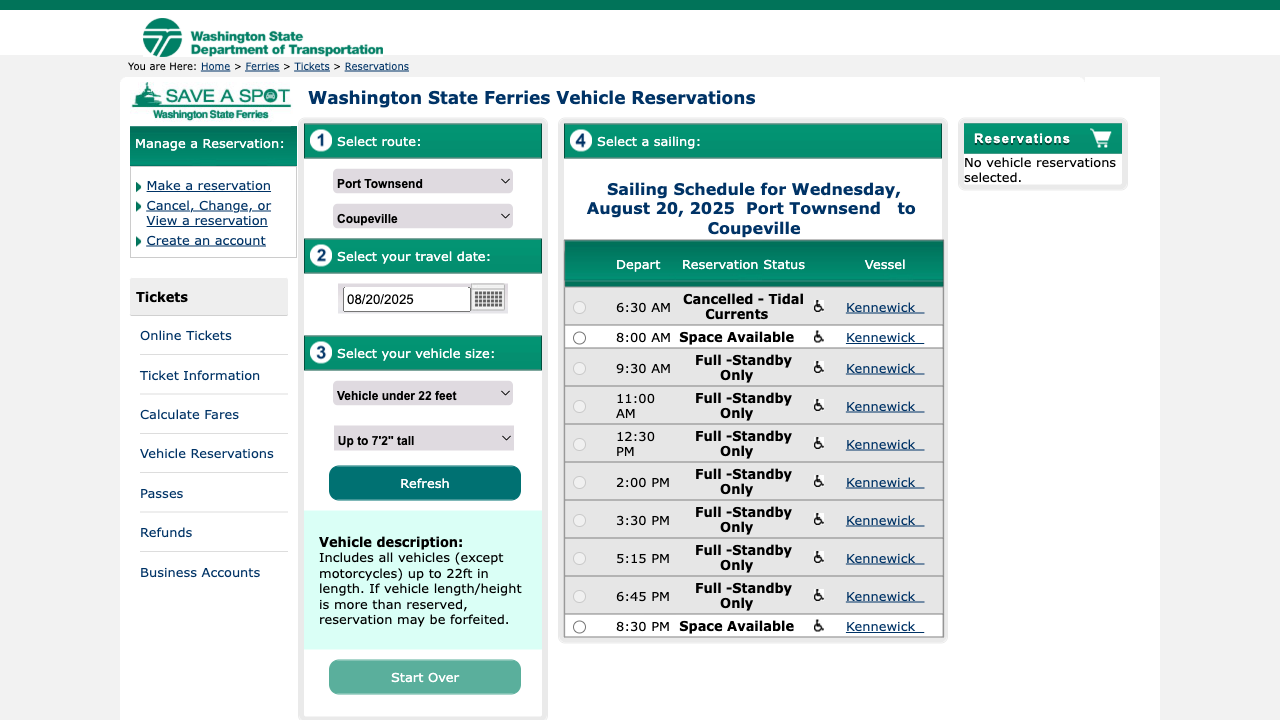 Washington State
Department of Transportation
You are Here: Home > Ferries > Tickets > Reservations
SAVE A SPOT
Washington State Ferries
Washington State Ferries Vehicle Reservations
Manage a Reservation:
Make a reservation
Cancel, Change, or
View a reservation
Create an account
Tickets
Online Tickets
Ticket Information
Calculate Fares
Vehicle Reservations
Passes
Refunds
Business Accounts
1 Select route:
Port Townsend
Coupeville
2 Select your travel date:
08/20/2025
3 Select your vehicle size:
Vehicle under 22 feet
Up to 7'2" tall
Refresh
Vehicle description:
Includes all vehicles (except
motorcycles) up to 22ft in
length. If vehicle length/height
is more than reserved,
reservation may be forfeited.
Start Over
4 Select a sailing:
Sailing Schedule for Wednesday,
August 20, 2025 Port Townsend to
Coupeville
Depart Reservation Status Vessel
6:30 AM Cancelled - Tidal
Currents Kennewick
8:00 AM Space Available Kennewick
9:30 AM Full -Standby
Only Kennewick
11:00
AM Full -Standby
Only Kennewick
12:30
PM Full -Standby
Only Kennewick
2:00 PM Full -Standby
Only Kennewick
3:30 PM Full -Standby
Only Kennewick
5:15 PM Full -Standby
Only Kennewick
6:45 PM Full -Standby
Only Kennewick
8:30 PM Space Available Kennewick
Reservations
No vehicle reservations
selected.